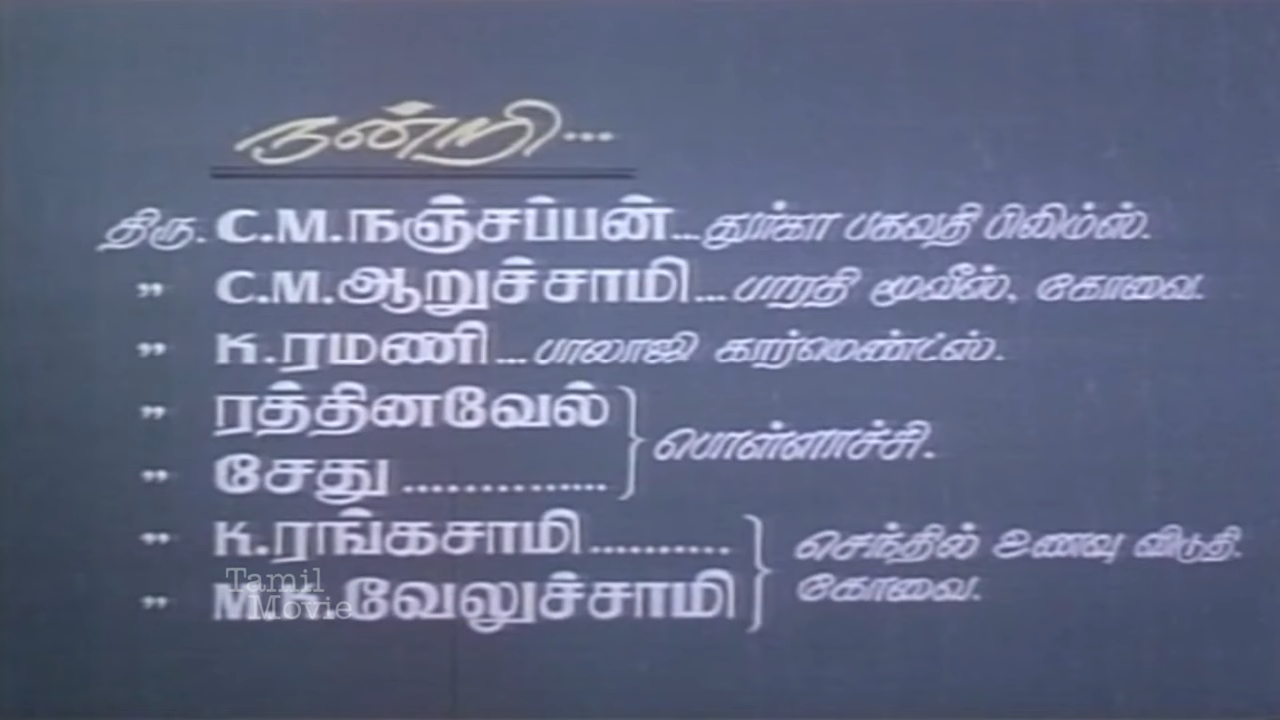 நன்றி...
திரு. C.M.நஞ்சப்பன்...துர்கா பகவதி பிலிம்ஸ்.
” C.M.ஆறுச்சாமி...பாரதி மூவீஸ், கோவை.
” K.ரமணி...பாலாஜி கார்மெண்ட்ஸ்.
” ரத்தினவேல்
” சேது ............... பொள்ளாச்சி.
” K.ரங்கசாமி.......... செந்தில் உணவு விடுதி.
” வேலுச்சாமி கோவை.
Tamil
Movie